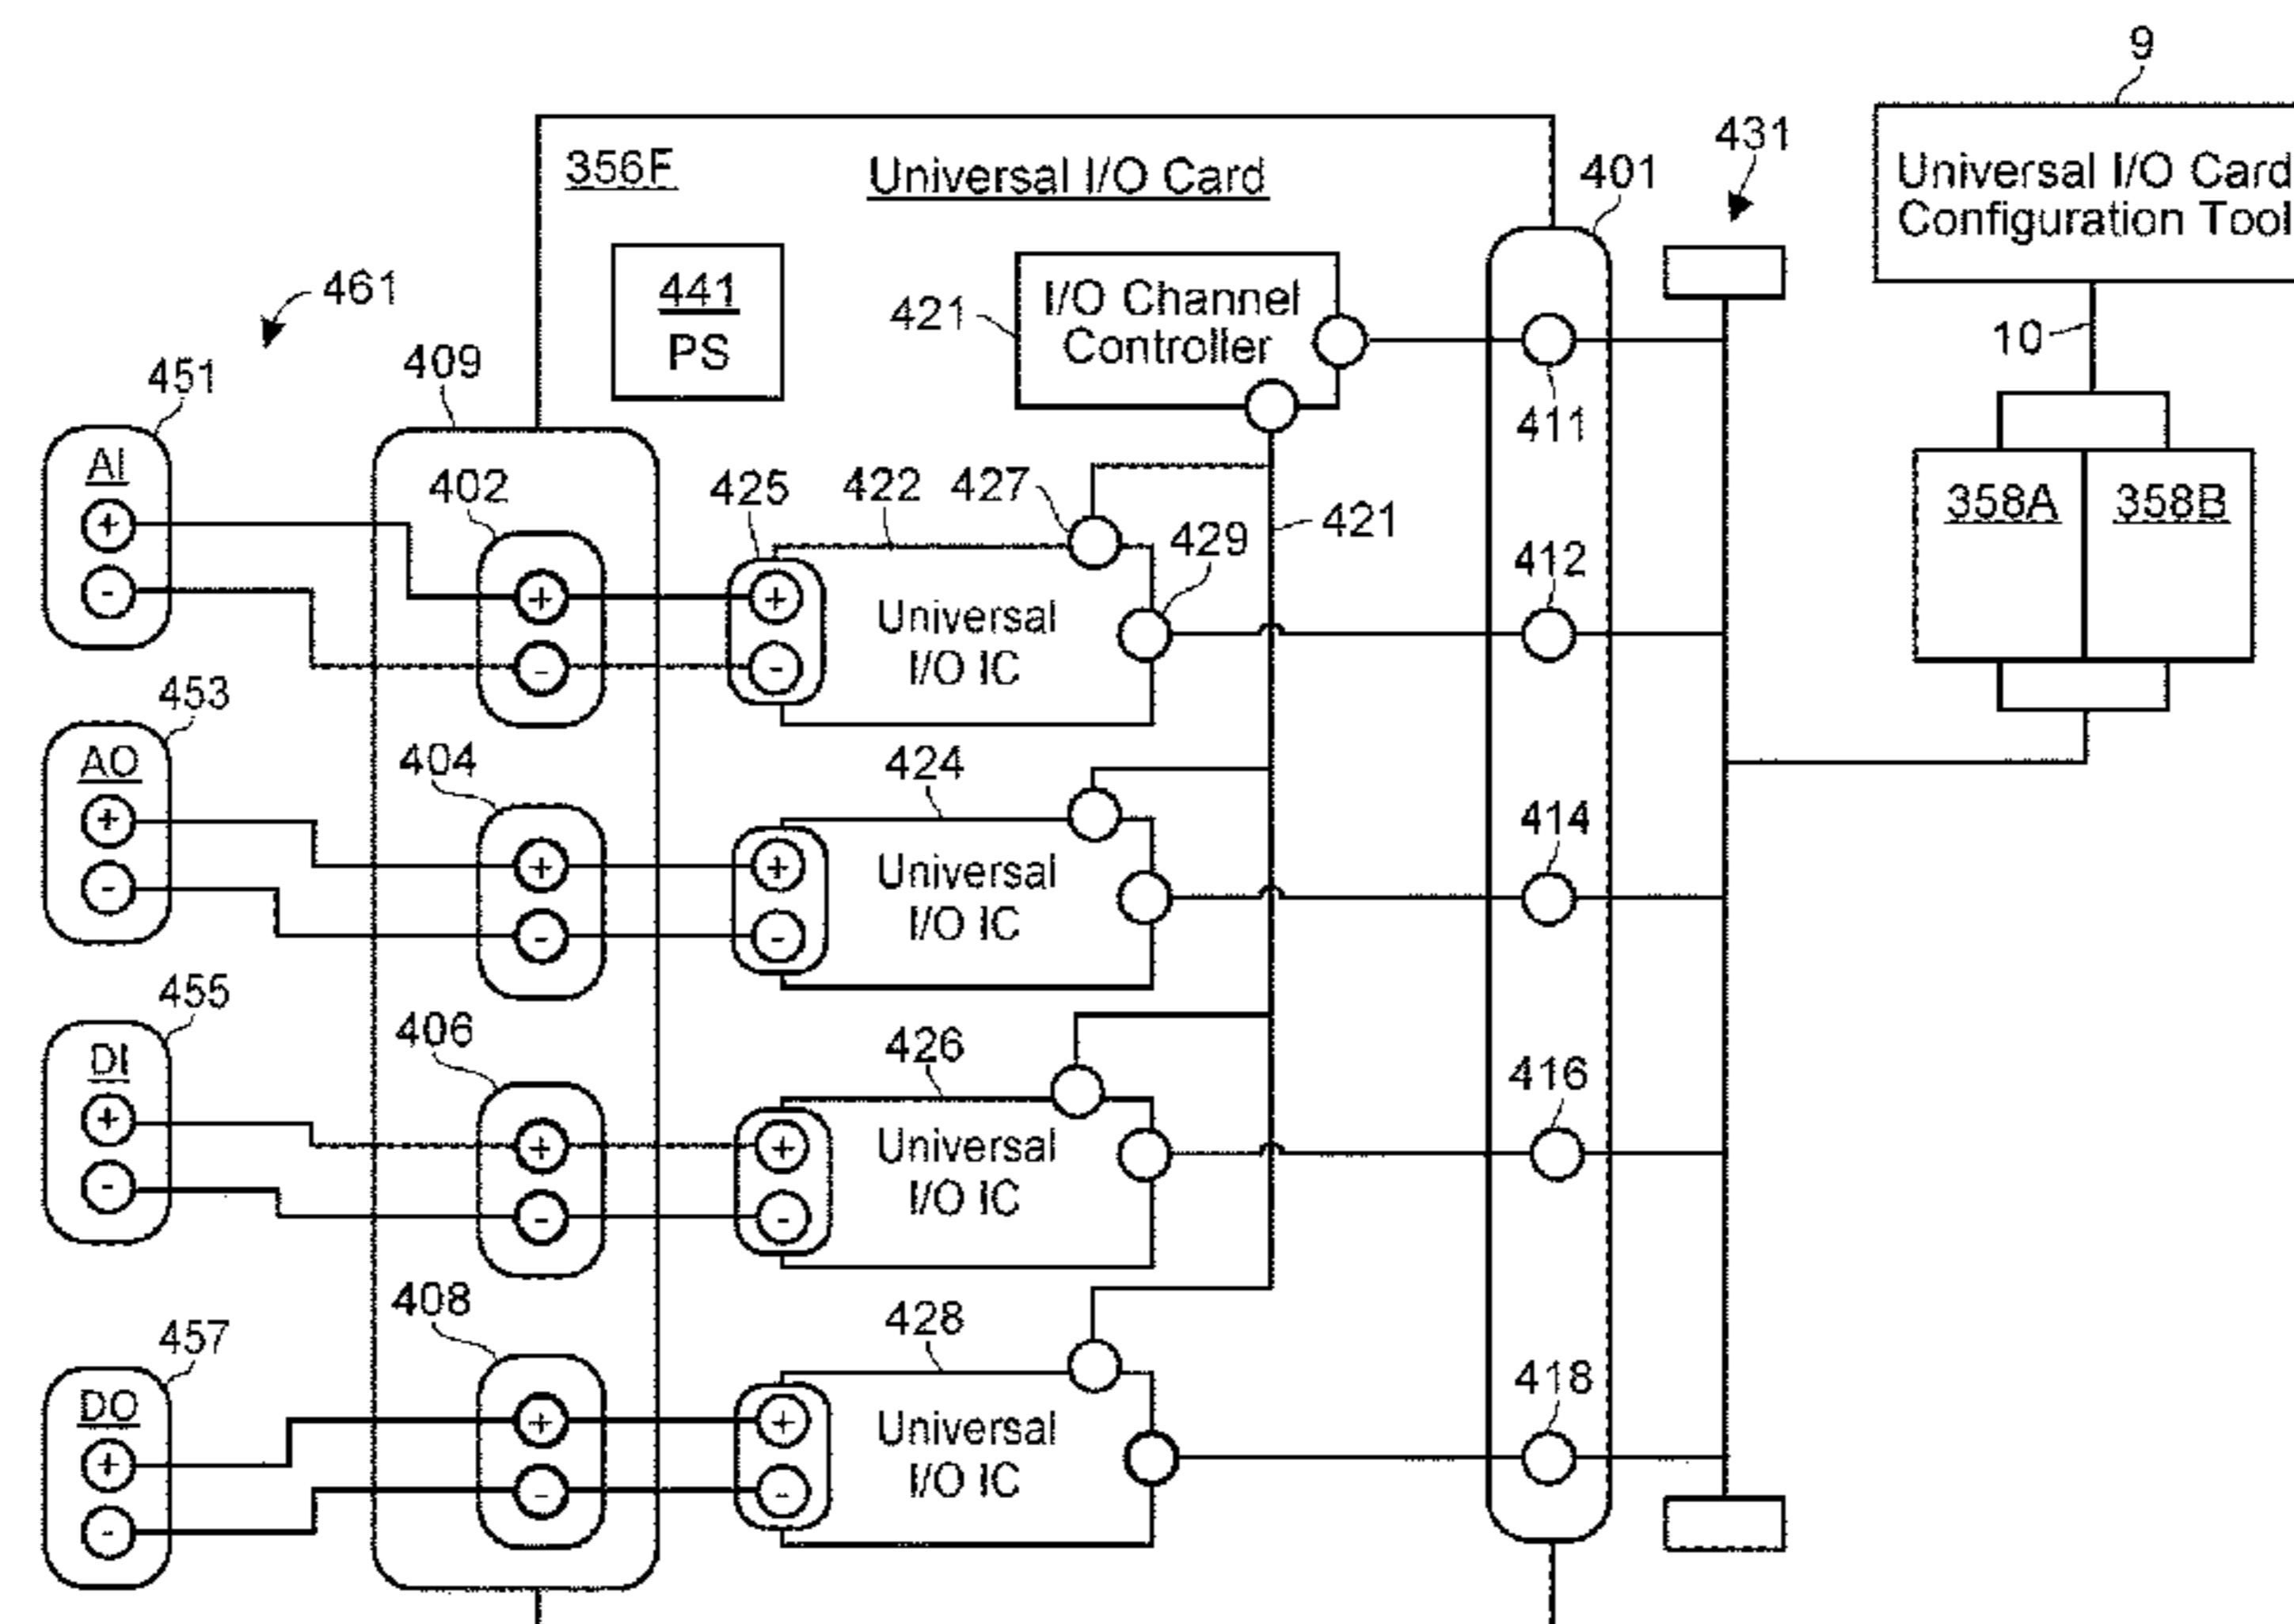 9
356F
Universal I/O Card
431
401
Universal I/O Card
Configuration Tool
461
441
PS
421
I/O Channel
Controller
10
451
409
411
AI
402
425
422
427
421
358A
358B
+
-
+
-
+
-
429
412
Universal
I/O IC
453
AO
404
424
414
+
-
+
-
+
-
Universal
I/O IC
455
DI
406
426
416
+
-
+
-
+
-
Universal
I/O IC
457
DO
408
428
418
+
-
+
-
+
-
Universal
I/O IC